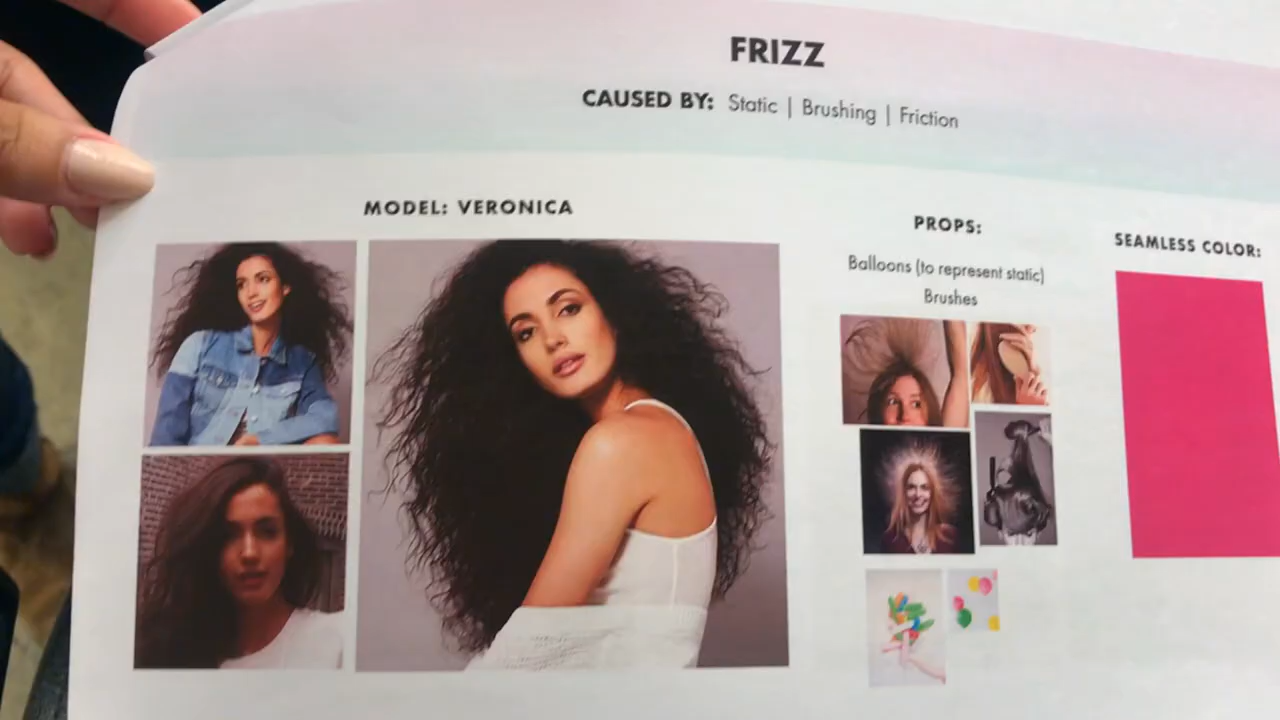 FRIZZ
CAUSED BY: Static | Brushing | Friction
MODEL: VERONICA
PROPS:
Balloons (to represent static)
Brushes
SEAMLESS COLOR: